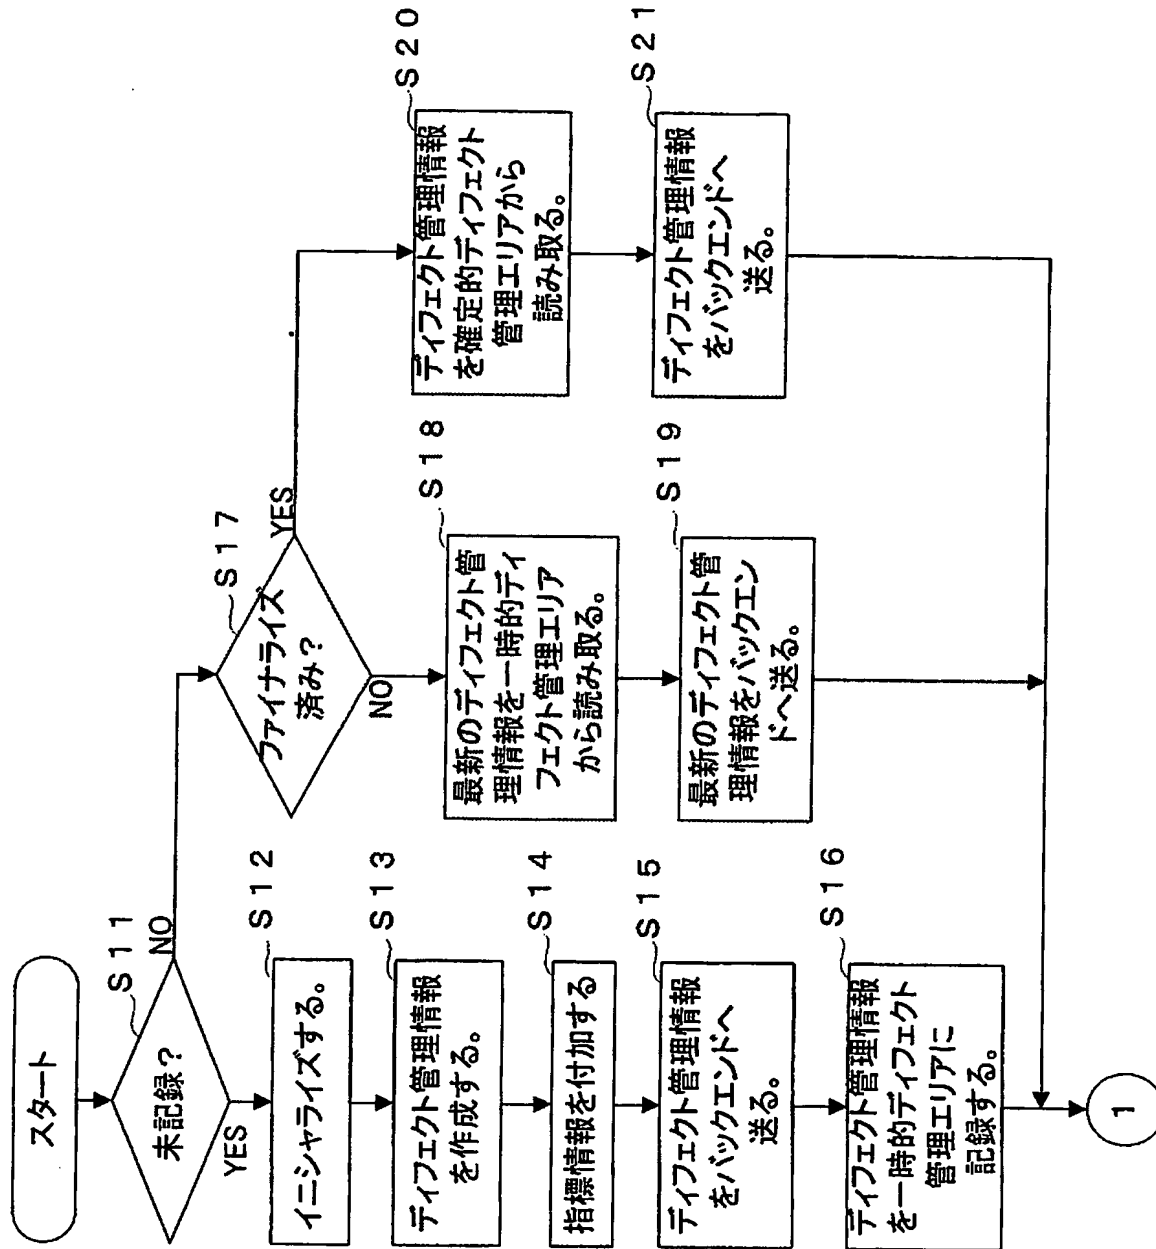 スタート
S11
未記録?
NO
YES
S12
イニシャライズする。
S13
ディフェクト管理情報
を作成する。
S14
指標情報を付加する
S15
ディフェクト管理情報
をバックエンドへ
送る。
S16
ディフェクト管理情報
を一時的ディフェクト
管理エリアに
記録する。
S17
ファイナライズ
済み?
YES
NO
S18
最新のディフェクト管
理情報を一時的ディ
フェクト管理エリア
から読み取る。
S19
最新のディフェクト管
理情報をバックエン
ドへ送る。
S20
ディフェクト管理情報
を確定的ディフェクト
管理エリアから
読み取る。
S21
ディフェクト管理情報
をバックエンドへ
送る。
1